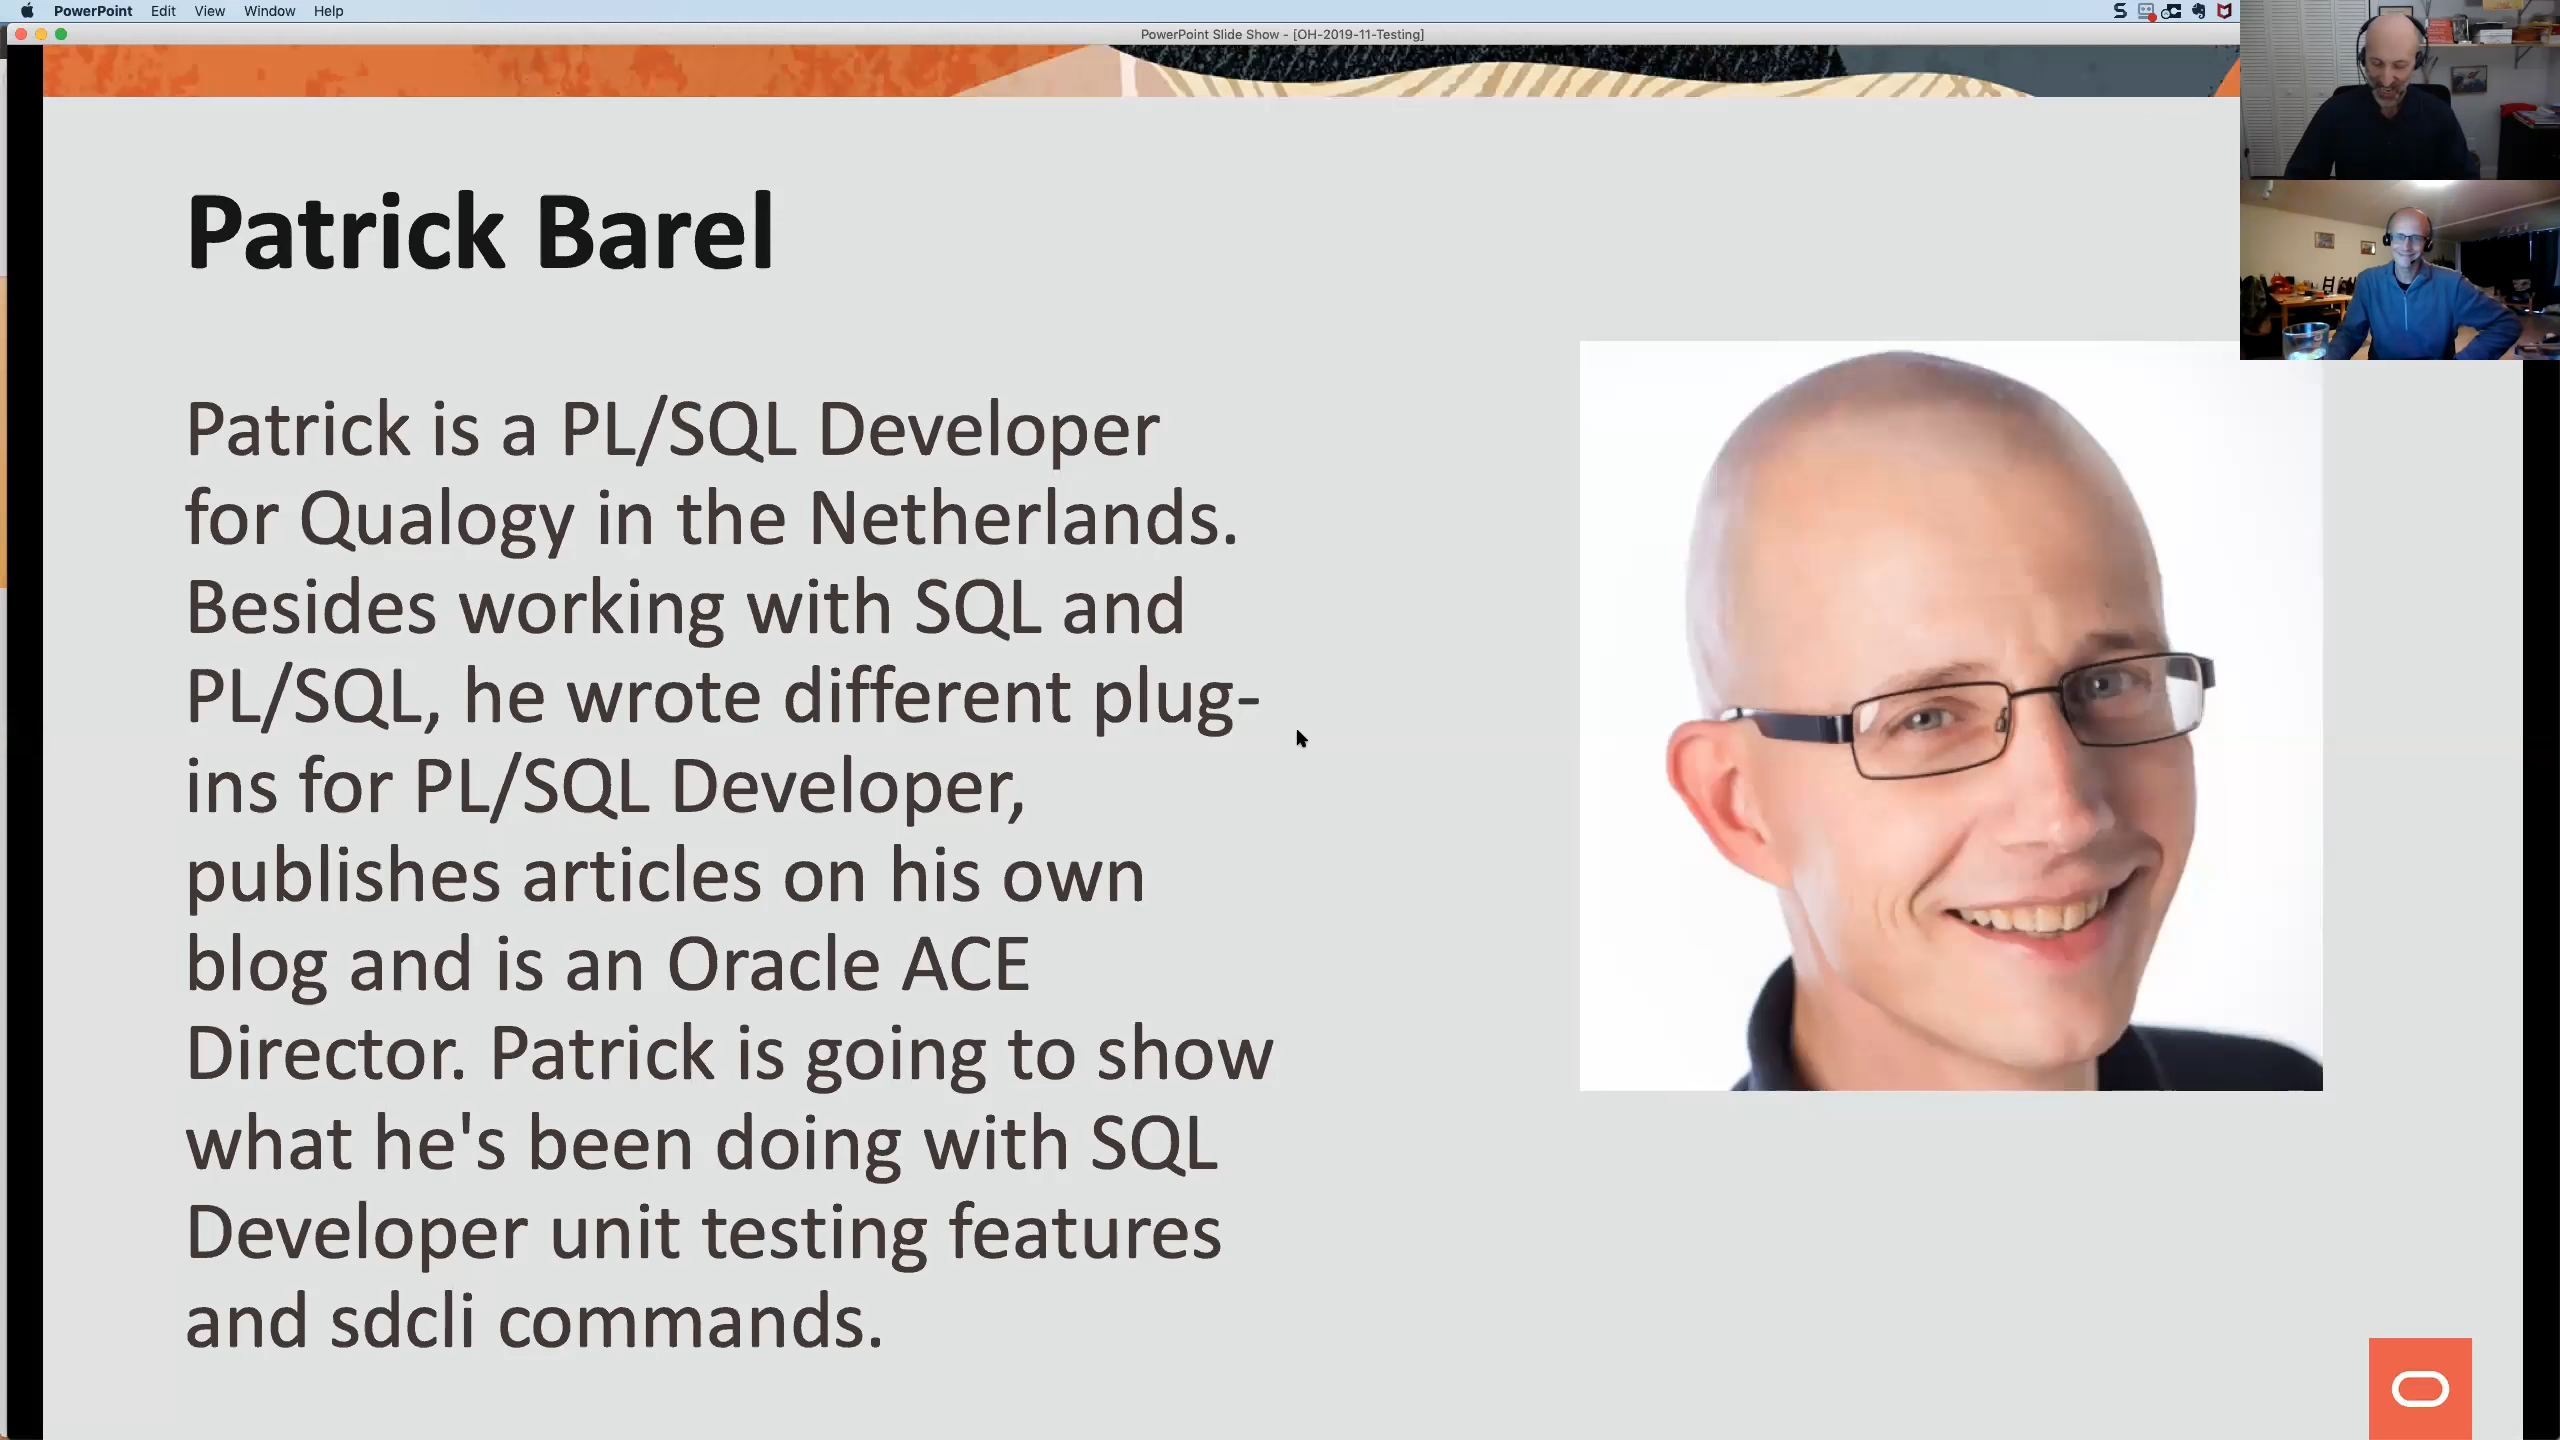 PowerPoint Edit View Window Help
PowerPoint Slide Show - [OH-2019-11-Testing]
Patrick Barel
Patrick is a PL/SQL Developer
for Qualogy in the Netherlands.
Besides working with SQL and
PL/SQL, he wrote different plug-
ins for PL/SQL Developer,
publishes articles on his own
blog and is an Oracle ACE
Director. Patrick is going to show
what he's been doing with SQL
Developer unit testing features
and sdcli commands.